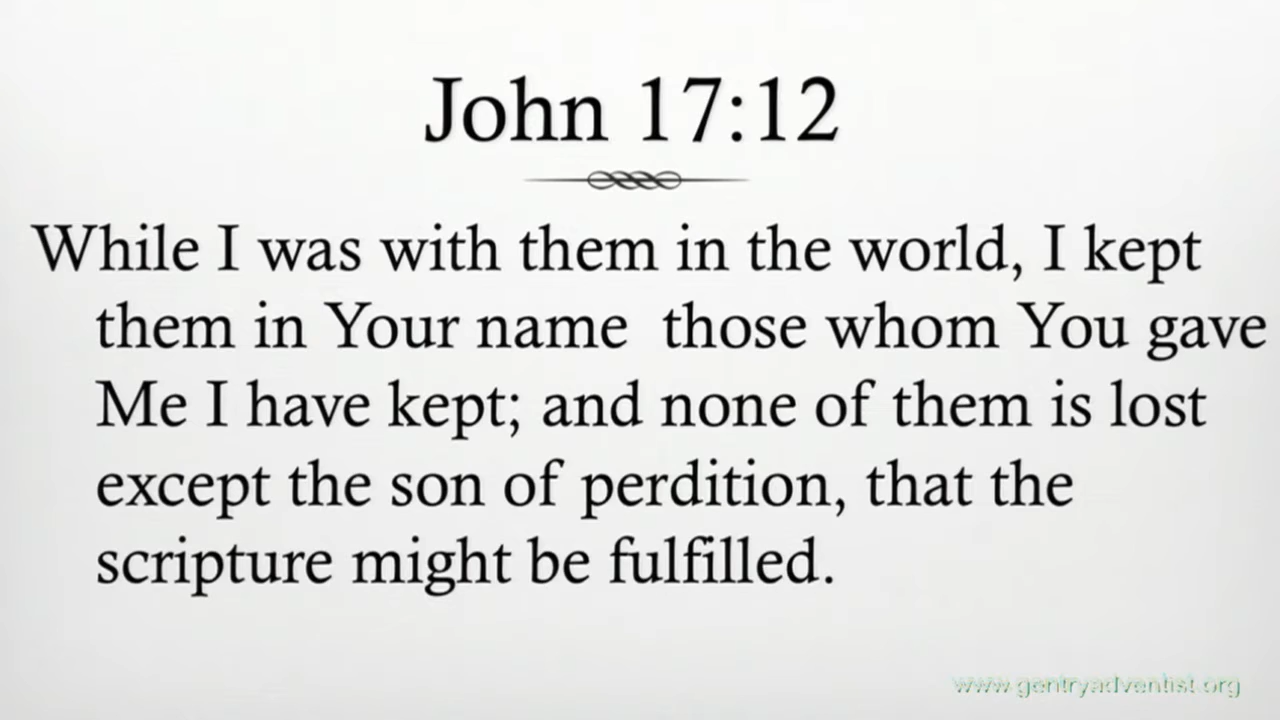 John 17:12
While I was with them in the world, I kept
them in Your name  those whom You gave
Me I have kept; and none of them is lost
except the son of perdition, that the
scripture might be fulfilled.
www.gentryadventist.org